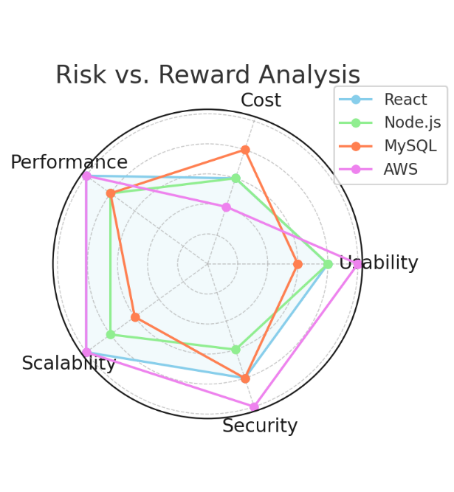 Risk vs. Reward Analysis
Cost
React
Node.js
MySQL
AWS
Performance
Usability
Scalability
Security